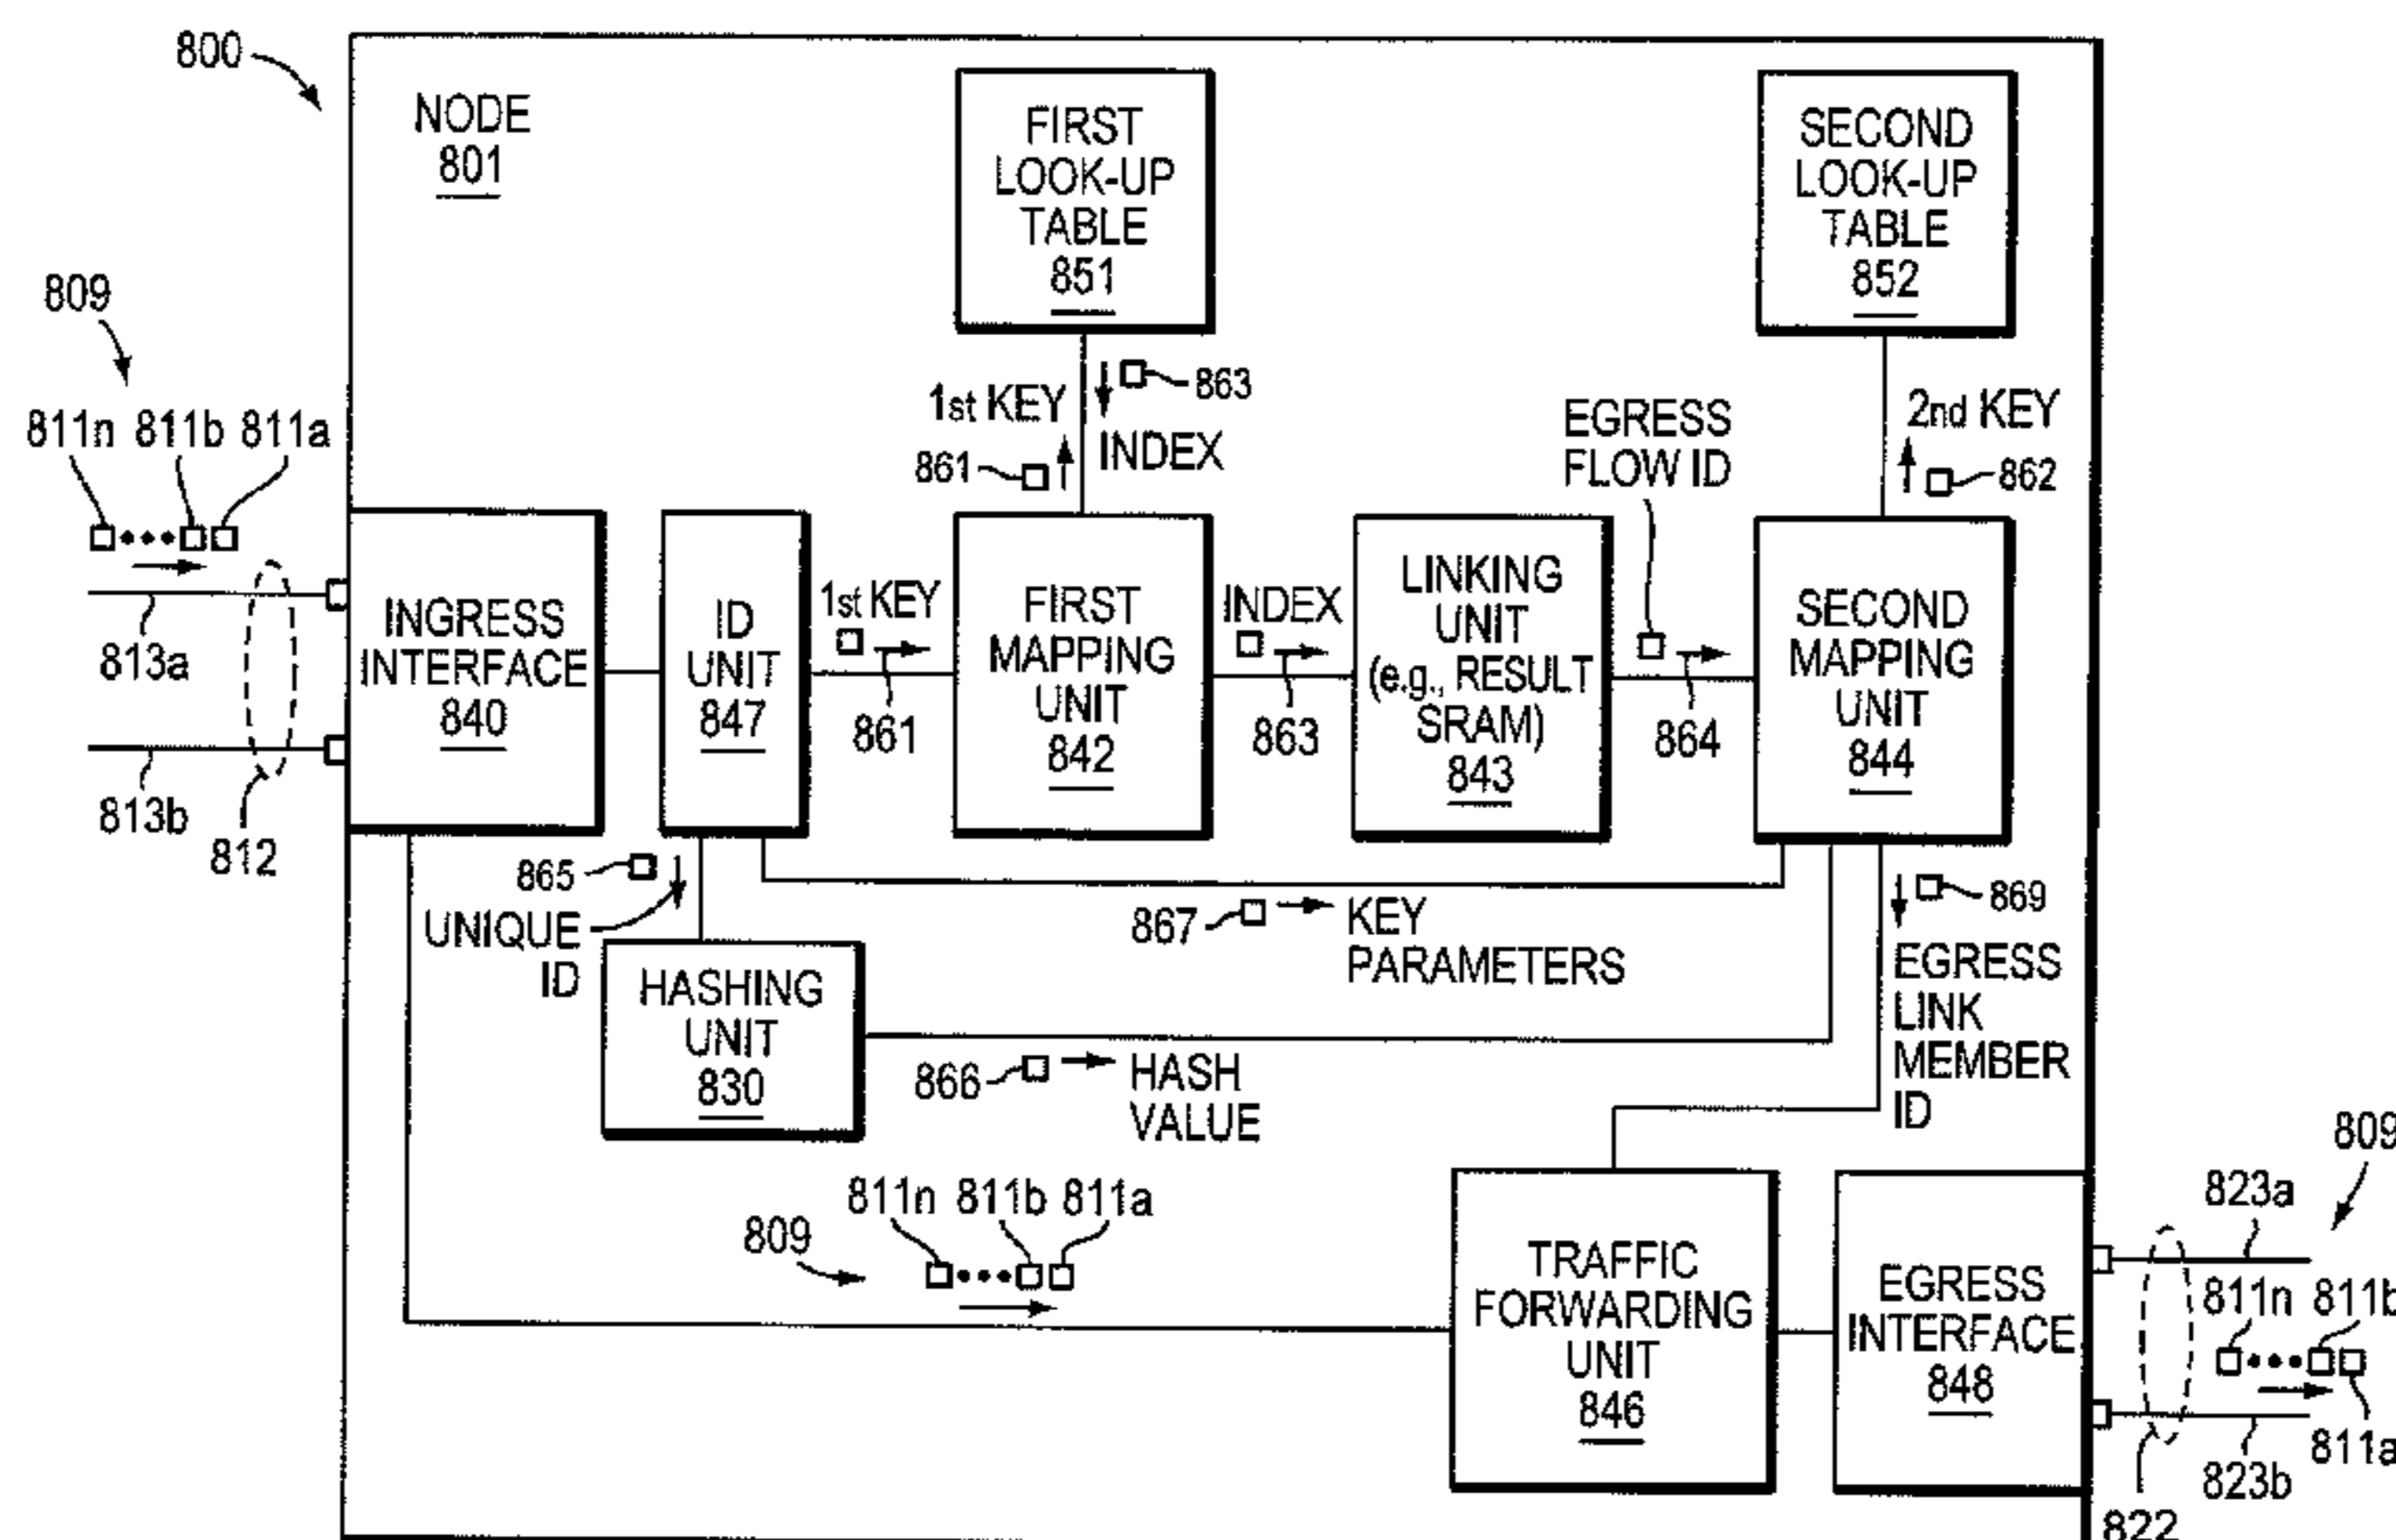 800
NODE
801
FIRST
LOOK-UP
TABLE
851
SECOND
LOOK-UP
TABLE
852
809
811n 811b 811a
813a
813b
812
1st KEY
861
863
INDEX
EGRESS
FLOW ID
2nd KEY
862
INGRESS
INTERFACE
840
ID
UNIT
847
1st KEY
861
FIRST
MAPPING
UNIT
842
INDEX
863
LINKING
UNIT
(e.g., RESULT
SRAM)
843
864
SECOND
MAPPING
UNIT
844
865
UNIQUE
ID
867
KEY
PARAMETERS
869
EGRESS
LINK
MEMBER
ID
HASHING
UNIT
830
866
HASH
VALUE
809
811n 811b 811a
TRAFFIC
FORWARDING
UNIT
846
EGRESS
INTERFACE
848
809
823a
811n 811b
811a
823b
822